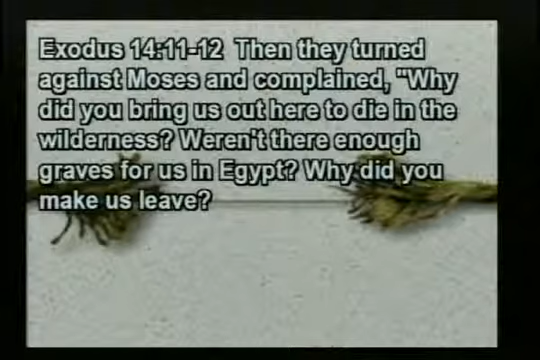 Exodus 14:11-12 Then they turned
against Moses and complained, "Why
did you bring us out here to die in the
wilderness? Weren't there enough
graves for us in Egypt? Why did you
make us leave?